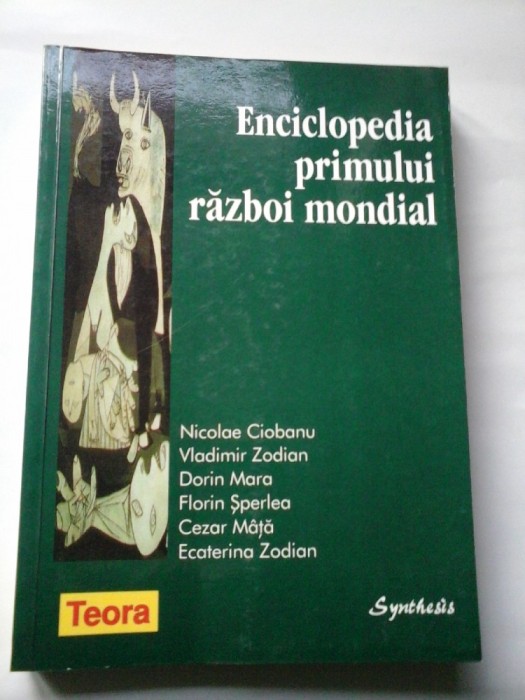 Enciclopedia
primului
război mondial
Nicolae Ciobanu
Vladimir Zodian
Dorin Mara
Florin Șperlea
Cezar Mâță
Ecaterina Zodian
Teora
Synthesis